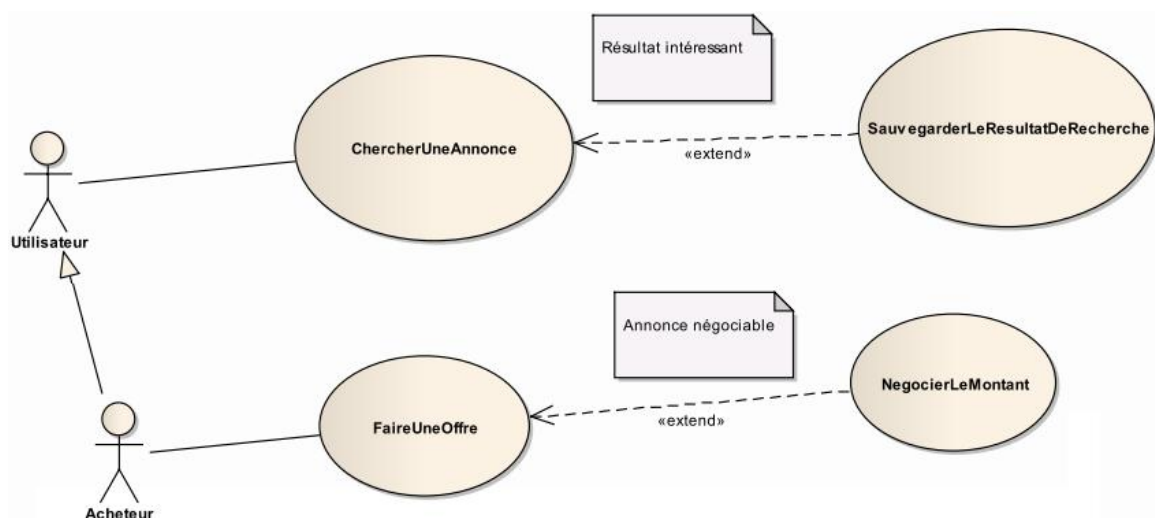 Résultat intéressant
ChercherUneAnnonce
SauvegarderLeResultatDeRecherche
«extend»
Utilisateur
Annonce négociable
NegocierLeMontant
FaireUneOffre
«extend»
Acheteur